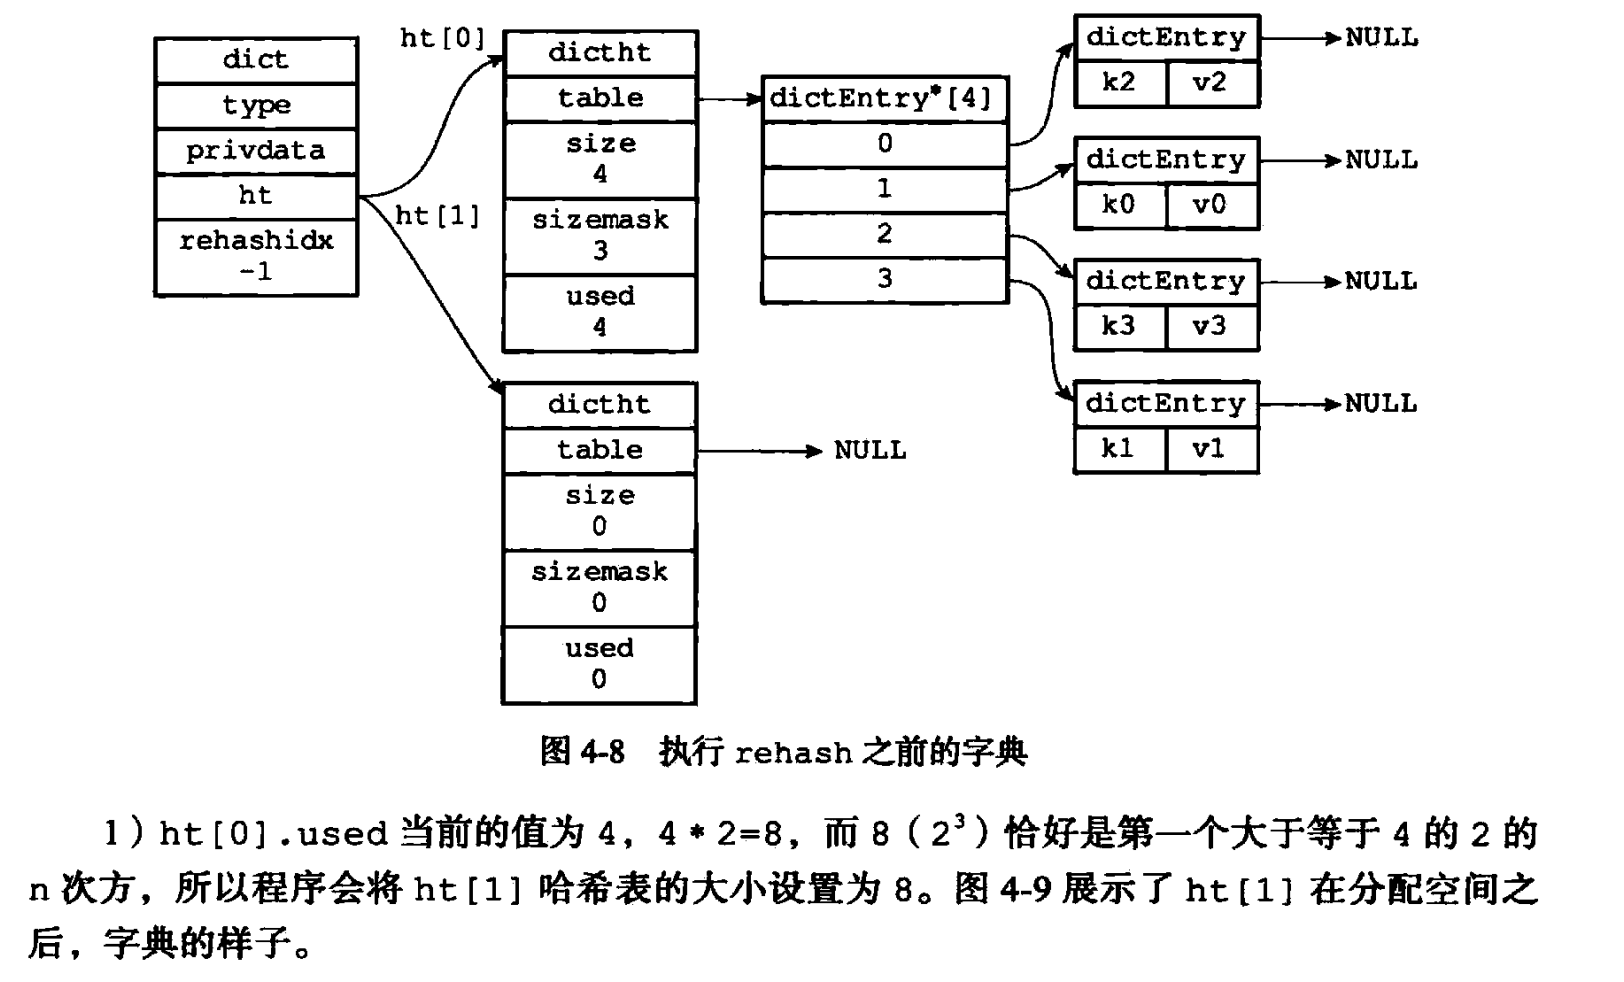 dict
type
privdata
ht
rehashidx
-1
ht[0]
ht[1]
dictht
table
size
4
sizemask
3
used
4
dictht
table
NULL
size
0
sizemask
0
used
0
dictEntry*[4]
0
1
2
3
dictEntry NULL
k2 v2
dictEntry NULL
k0 v0
dictEntry NULL
k3 v3
dictEntry NULL
k1 v1
图 4-8 执行 rehash 之前的字典
1）ht[0].used 当前的值为 4，4 * 2=8，而 8（2³）恰好是第一个大于等于 4 的 2 的
n 次方，所以程序会将 ht[1] 哈希表的大小设置为 8。图 4-9 展示了 ht[1] 在分配空间之
后，字典的样子。